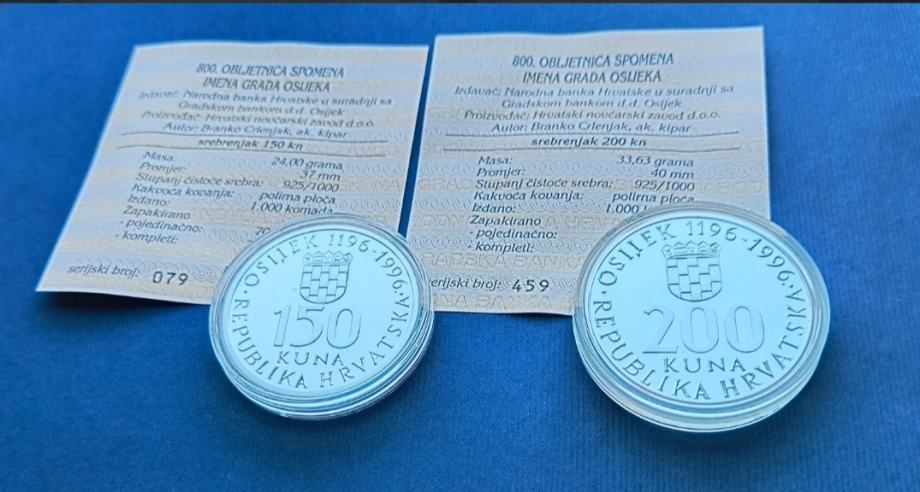 800. OBLJETNICA SPOMENA
IMENA GRADA OSIJEKA
Izdavač: Narodna banka Hrvatske u suradnji sa
Gradskom bankom d.d. Osijek
Proizvođač: Hrvatski novčarski zavod d.o.o.
Autor: Branko Crlenjak, ak. kipar
srebrenjak 150 kn
Masa: 24,00 grama
Promjer: 37 mm
Stupanj čistoće srebra: 925/1000
Kakvoća kovanja: polirna ploča
Izdano: 1.000 komada
Zapakirano
- pojedinačno: 70
- kompleti:
serijski broj: 079
800. OBLJETNICA SPOMENA
IMENA GRADA OSIJEKA
Izdavač: Narodna banka Hrvatske u suradnji sa
Gradskom bankom d.d. Osijek
Proizvođač: Hrvatski novčarski zavod d.o.o.
Autor: Branko Crlenjak, ak. kipar
srebrenjak 200 kn
Masa: 33,63 grama
Promjer: 40 mm
Stupanj čistoće srebra: 925/1000
Kakvoća kovanja: polirna ploča
Izdano: 1.000
Zapakirano
- pojedinačno:
- kompleti:
serijski broj: 459
OSIJEK 1196-1996.
150
KUNA
REPUBLIKA HRVATSKA
OSIJEK 1196-1996.
200
KUNA
REPUBLIKA HRVATSKA